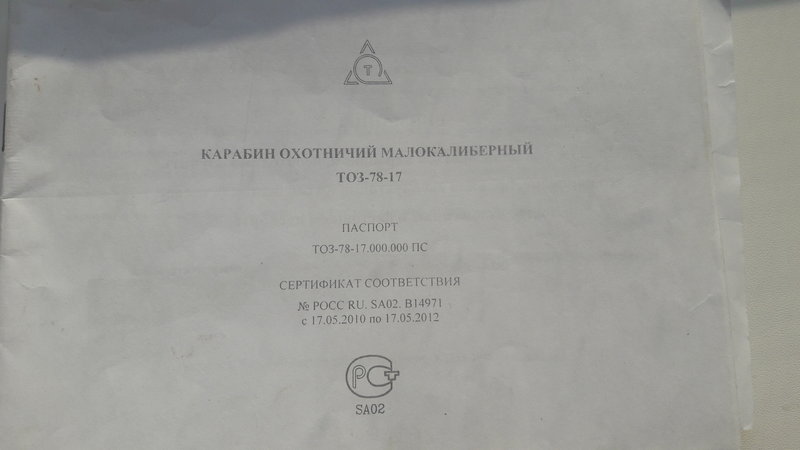 Т
КАРАБИН ОХОТНИЧИЙ МАЛОКАЛИБЕРНЫЙ
ТОЗ-78-17
ПАСПОРТ
ТОЗ-78-17.000.000 ПС
СЕРТИФИКАТ СООТВЕТСТВИЯ
№ РОСС RU. SA02. B14971
с 17.05.2010 по 17.05.2012
РСТ
SA02